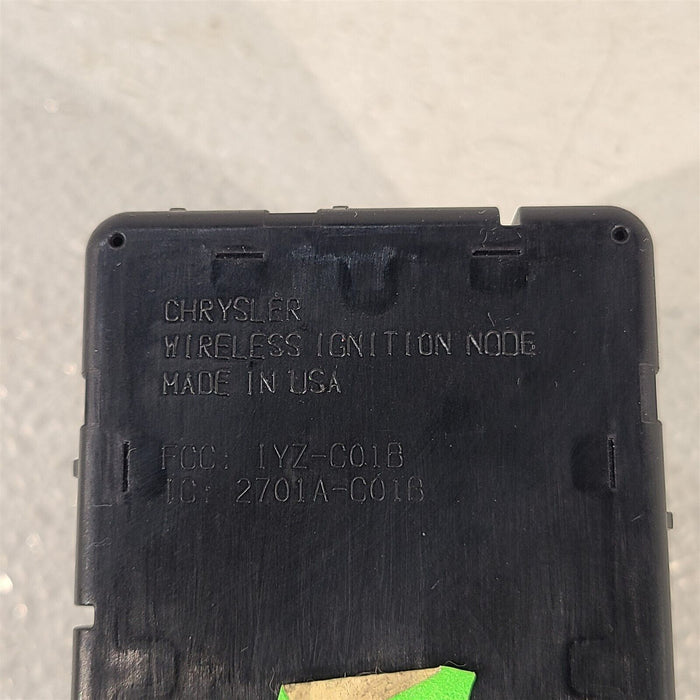 CHRYSLER
WIRELESS IGNITION NODE
MADE IN USA
FCC: IYZ-C01B
IC: 2701A-C01B